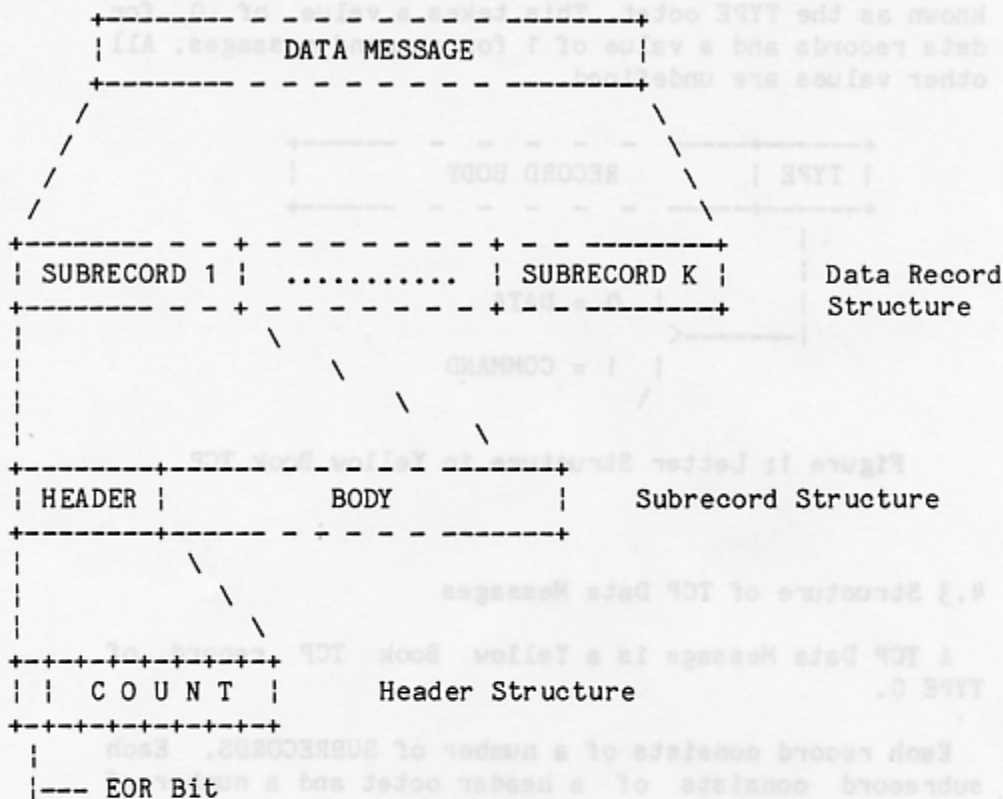 DATA MESSAGE
SUBRECORD 1 ........... SUBRECORD K Data Record
Structure
HEADER BODY Subrecord Structure
C O U N T Header Structure
EOR Bit